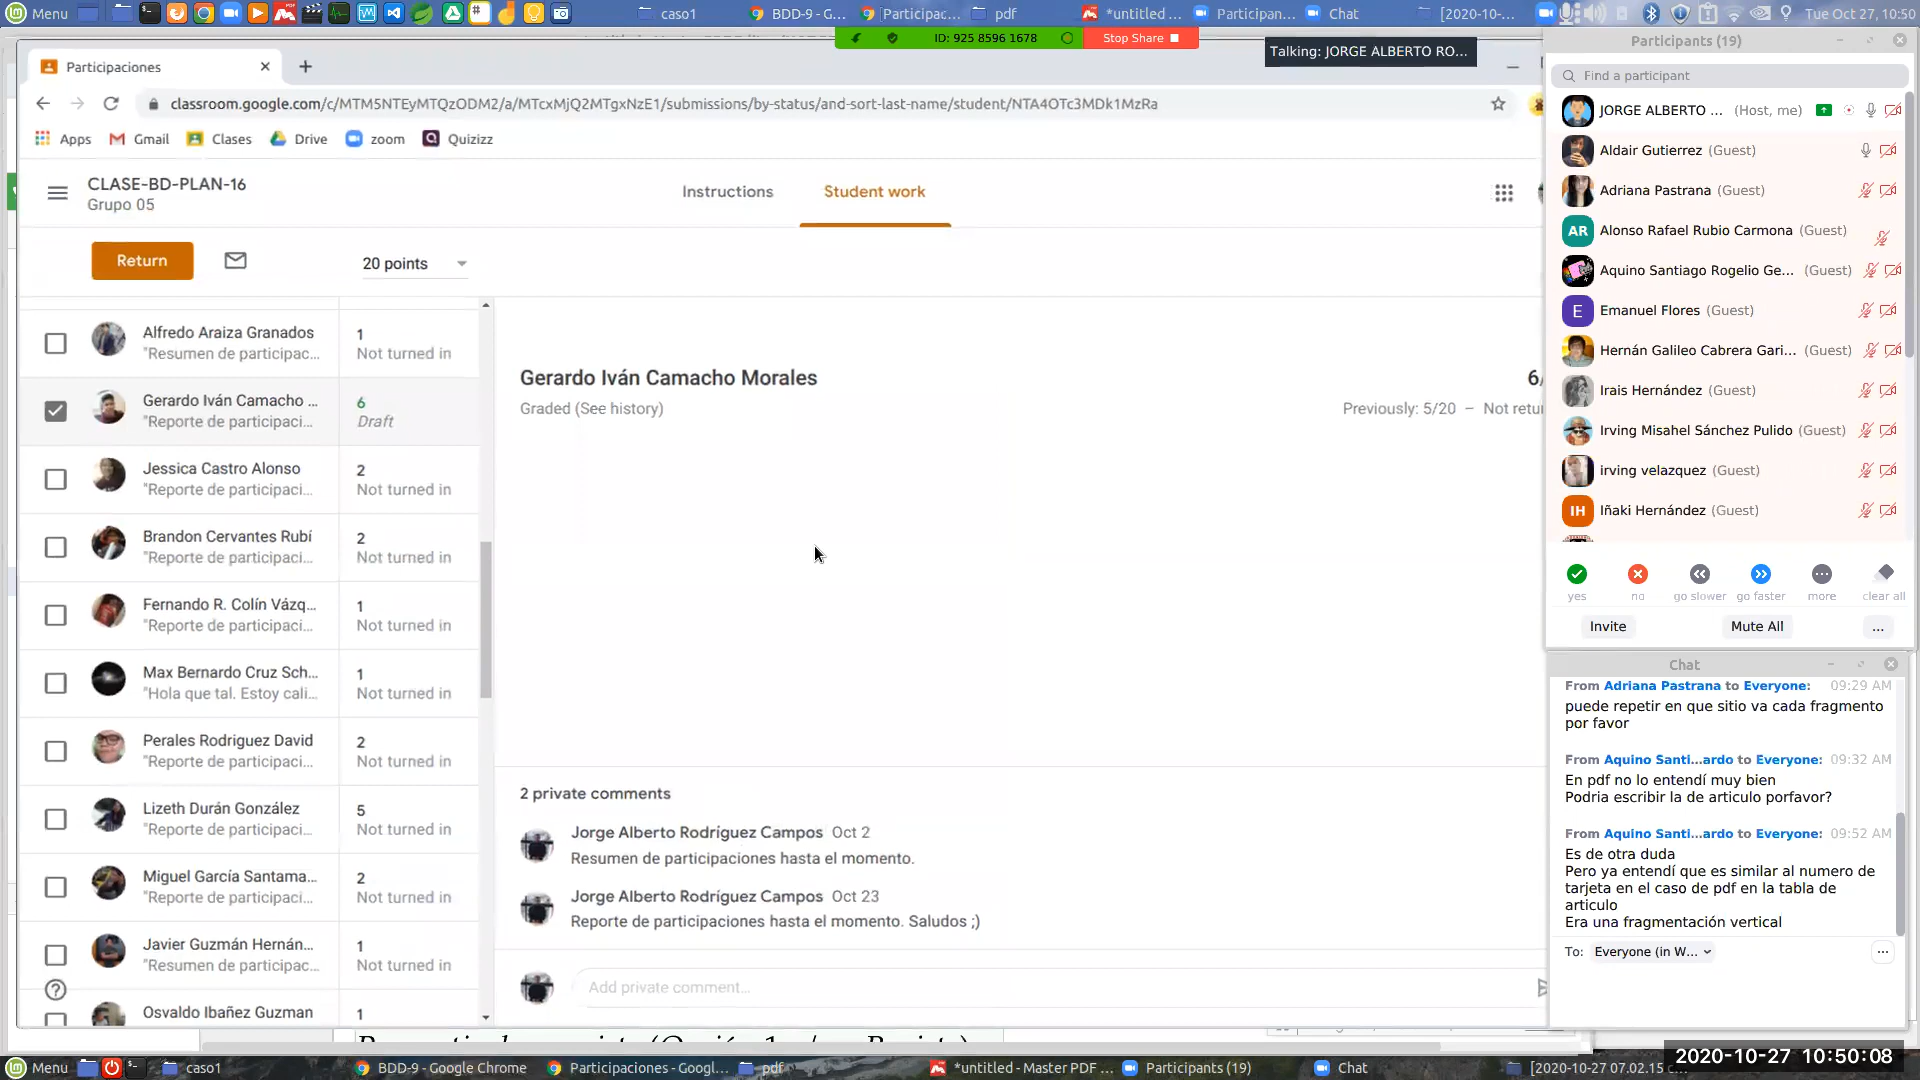 Menu
caso1
BDD-9 - G...
Participac...
pdf
*untitled ...
Participan...
Chat
[2020-10-...
Tue Oct 27, 10:50
ID: 925 8596 1678
Stop Share
Talking: JORGE ALBERTO RO...
Participaciones
classroom.google.com/c/MTM5NTEyMTQzODM2/a/MTcxMjQ2MTgxNzE1/submissions/by-status/and-sort-last-name/student/NTA4OTc3MDk1MzRa
Apps
Gmail
Clases
Drive
zoom
Quizizz
CLASE-BD-PLAN-16
Grupo 05
Instructions
Student work
Return
20 points
Alfredo Araiza Granados
"Resumen de participac...
1
Not turned in
Gerardo Iván Camacho ...
"Reporte de participaci...
6
Draft
Jessica Castro Alonso
"Reporte de participaci...
2
Not turned in
Brandon Cervantes Rubí
"Reporte de participaci...
2
Not turned in
Fernando R. Colín Vázq...
"Reporte de participaci...
1
Not turned in
Max Bernardo Cruz Sch...
"Hola que tal. Estoy cali...
1
Not turned in
Perales Rodriguez David
"Reporte de participaci...
2
Not turned in
Lizeth Durán González
"Reporte de participaci...
5
Not turned in
Miguel García Santama...
"Reporte de participaci...
2
Not turned in
Javier Guzmán Hernán...
"Resumen de participac...
1
Not turned in
Osvaldo Ibañez Guzman
1
Gerardo Iván Camacho Morales
6/
Graded (See history)
Previously: 5/20 – Not retur
2 private comments
Jorge Alberto Rodríguez Campos Oct 2
Resumen de participaciones hasta el momento.
Jorge Alberto Rodríguez Campos Oct 23
Reporte de participaciones hasta el momento. Saludos ;)
Add private comment...
Participants (19)
Find a participant
JORGE ALBERTO ... (Host, me)
Aldair Gutierrez (Guest)
Adriana Pastrana (Guest)
AR
Alonso Rafael Rubio Carmona (Guest)
Aquino Santiago Rogelio Ge... (Guest)
E
Emanuel Flores (Guest)
Hernán Galileo Cabrera Gari... (Guest)
Irais Hernández (Guest)
Irving Misahel Sánchez Pulido (Guest)
irving velazquez (Guest)
IH
Iñaki Hernández (Guest)
yes
no
go slower
go faster
more
clear all
Invite
Mute All
...
Chat
From Adriana Pastrana to Everyone: 09:29 AM
puede repetir en que sitio va cada fragmento
por favor
From Aquino Santi...ardo to Everyone: 09:32 AM
En pdf no lo entendí muy bien
Podria escribir la de articulo porfavor?
From Aquino Santi...ardo to Everyone: 09:52 AM
Es de otra duda
Pero ya entendí que es similar al numero de
tarjeta en el caso de pdf en la tabla de
articulo
Era una fragmentación vertical
To: Everyone (in W...
Menu
caso1
BDD-9 - Google Chrome
Participaciones - Googl...
pdf
*untitled - Master PDF ...
Participants (19)
Chat
[2020-10-27 07.02.15
2020-10-27 10:50:08